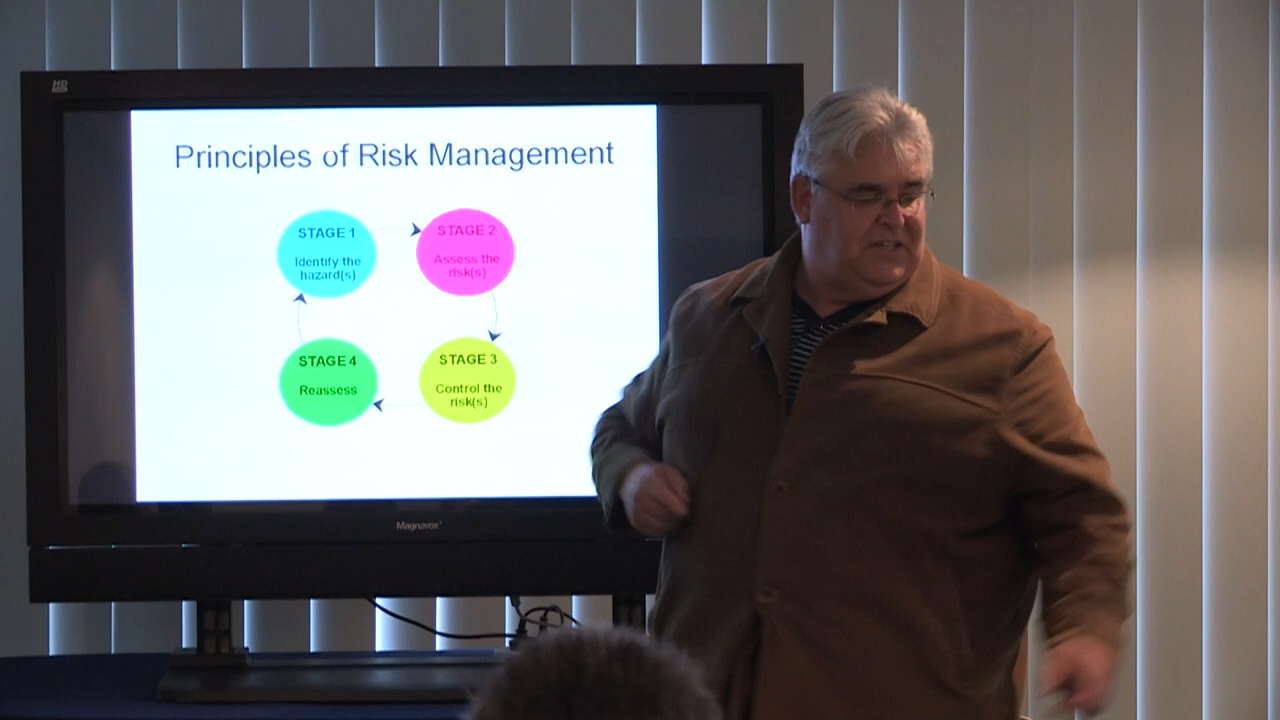 HD
Principles of Risk Management
STAGE 1
Identify the
hazard(s)
STAGE 2
Assess the
risk(s)
STAGE 4
Reassess
STAGE 3
Control the
risk(s)
Magnavox